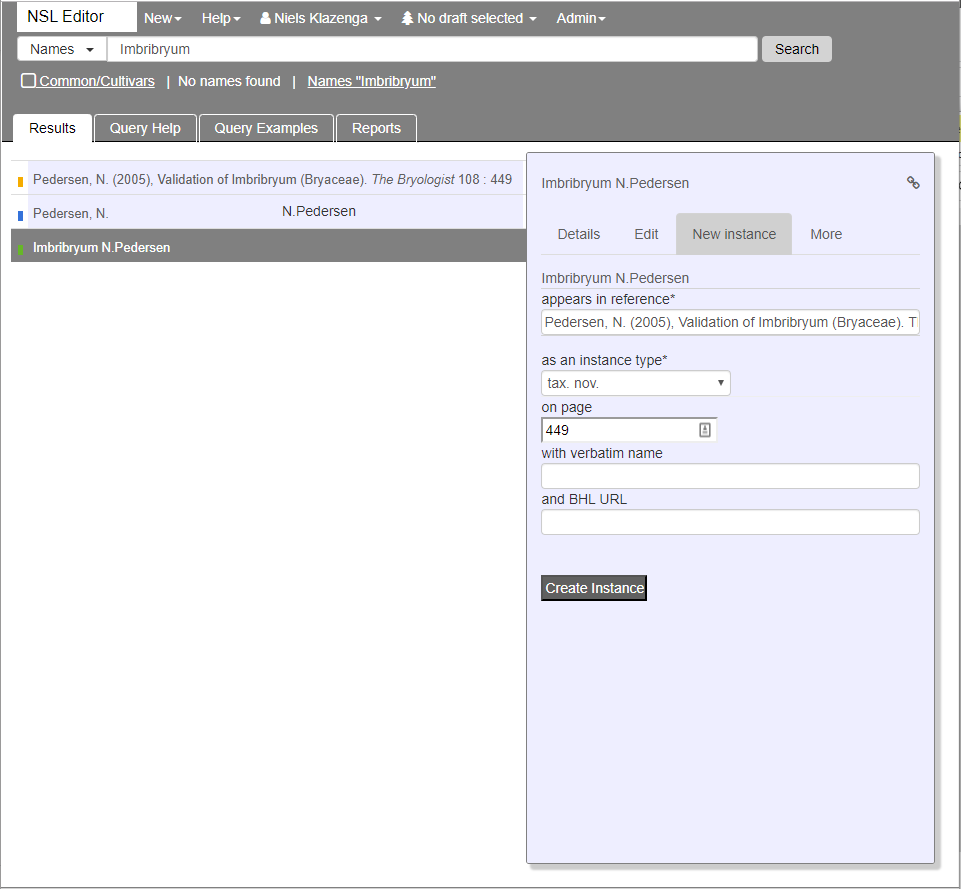 NSL Editor New Help Niels Klazenga No draft selected Admin
Names Imbribryum Search
Common/Cultivars | No names found | Names "Imbribryum"
Results Query Help Query Examples Reports
Pedersen, N. (2005), Validation of Imbribryum (Bryaceae). The Bryologist 108 : 449
Pedersen, N. N.Pedersen
Imbribryum N.Pedersen
Imbribryum N.Pedersen
Details Edit New instance More
Imbribryum N.Pedersen
appears in reference*
Pedersen, N. (2005), Validation of Imbribryum (Bryaceae). T
as an instance type*
tax. nov.
on page
449
with verbatim name
and BHL URL
Create Instance